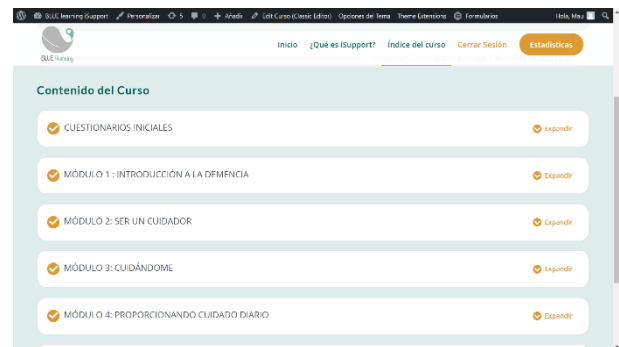 BLUE learning iSupport Personalizar 5 0 Añadir Edit Curso (Classic Editor) Opciones del Tema Theme Extensions Formularios Hola, Mau
BLUE learning
Inicio ¿Qué es iSupport? Índice del curso Cerrar Sesión Estadísticas
Contenido del Curso
CUESTIONARIOS INICIALES Expandir
MÓDULO 1 : INTRODUCCIÓN A LA DEMENCIA Expandir
MÓDULO 2: SER UN CUIDADOR Expandir
MÓDULO 3: CUIDÁNDOME Expandir
MÓDULO 4: PROPORCIONANDO CUIDADO DIARIO Expandir